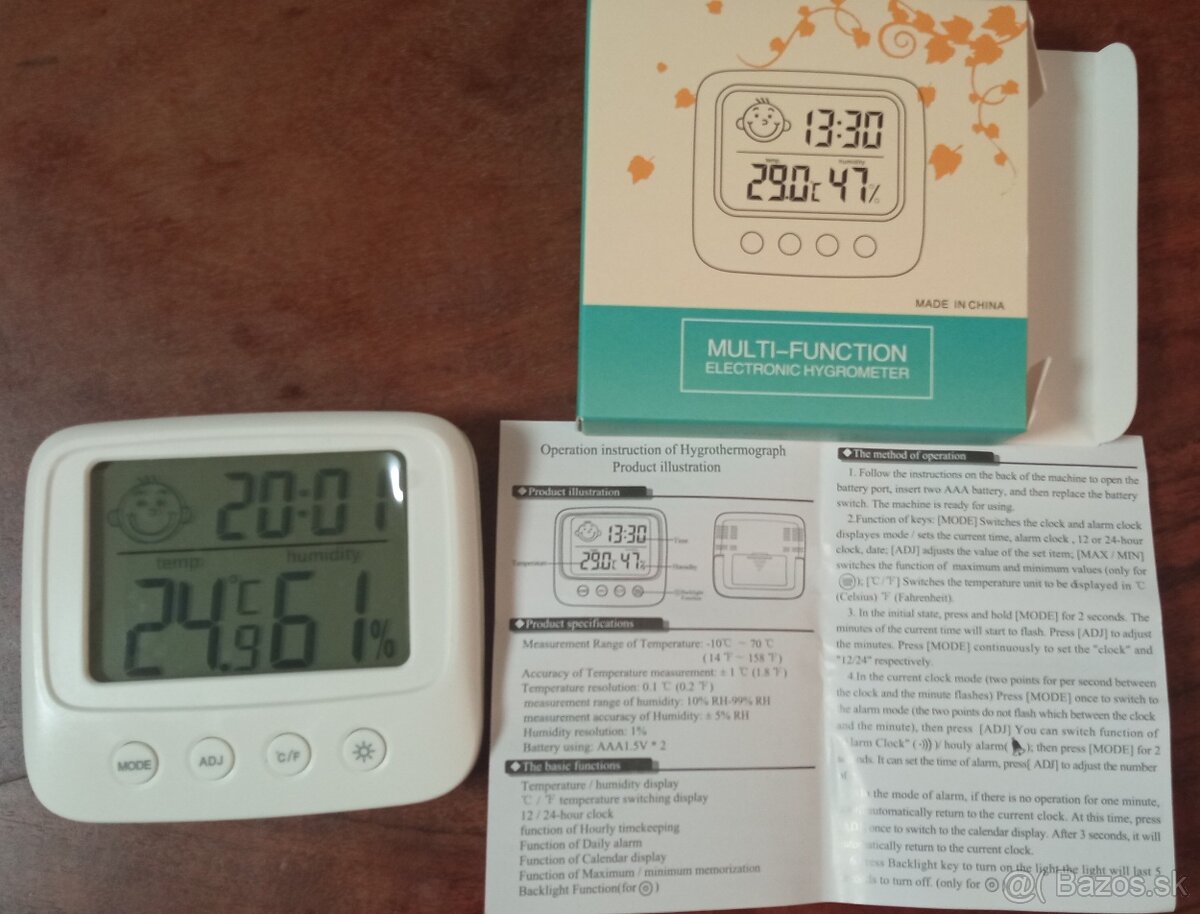 13:30
temp. humidity
29.0℃ 47%
MADE IN CHINA
MULTI-FUNCTION
ELECTRONIC HYGROMETER
20:01
temp. humidity
24.9℃ 61%
MODE ADJ ℃/℉
Operation instruction of Hygrothermograph
Product illustration
◆Product illustration
13:30
Time
Temperature
29.0℃ 47%
Humidity
Backlight
Function
◆Product specifications
Measurement Range of Temperature: -10℃ ~ 70 ℃
(14 ℉ ~ 158 ℉)
Accuracy of Temperature measurement: ± 1 ℃ (1.8 ℉)
Temperature resolution: 0.1 ℃ (0.2 ℉)
measurement range of humidity: 10% RH-99% RH
measurement accuracy of Humidity: ± 5% RH
Humidity resolution: 1%
Battery using: AAA1.5V * 2
◆The basic functions
Temperature / humidity display
℃ / ℉ temperature switching display
12 / 24-hour clock
function of Hourly timekeeping
Function of Daily alarm
Function of Calendar display
Function of Maximum / minimum memorization
Backlight Function(for )
◆The method of operation
1. Follow the instructions on the back of the machine to open the
battery port, insert two AAA battery, and then replace the battery
switch. The machine is ready for using.
2.Function of keys: [MODE] Switches the clock and alarm clock
displayes mode / sets the current time, alarm clock , 12 or 24-hour
clock, date; [ADJ] adjusts the value of the set item; [MAX / MIN]
switches the function of maximum and minimum values (only for
); [℃ /℉] Switches the temperature unit to be displayed in ℃
(Celsius) ℉ (Fahrenheit).
3. In the initial state, press and hold [MODE] for 2 seconds. The
minutes of the current time will start to flash. Press [ADJ] to adjust
the minutes. Press [MODE] continuously to set the "clock" and
"12/24" respectively.
4.In the current clock mode (two points for per second between
the clock and the minute flashes) Press [MODE] once to switch to
the alarm mode (the two points do not flash which between the clock
and the minute), then press [ADJ] You can switch function of
larm Clock" ( )/ houly alarm( ); then press [MODE] for 2
nds. It can set the time of alarm, press[ ADJ] to adjust the number
of
the mode of alarm, if there is no operation for one minute,
automatically return to the current clock. At this time, press
once to switch to the calendar display. After 3 seconds, it will
atically return to the current clock.
ress Backlight key to turn on the light the light will last 5
ds to turn off. (only for @( Bazos.sk